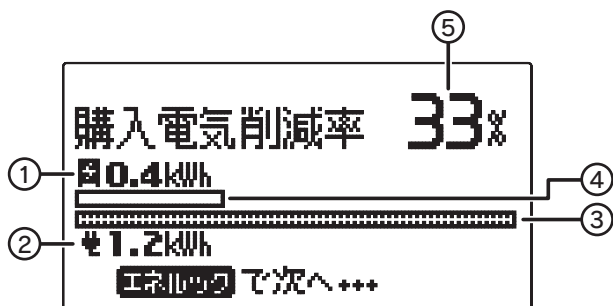 ⑤
購入電気削減率 33%
① 0.4kWh
④
③
② 1.2kWh
エネルック で次へ・・・